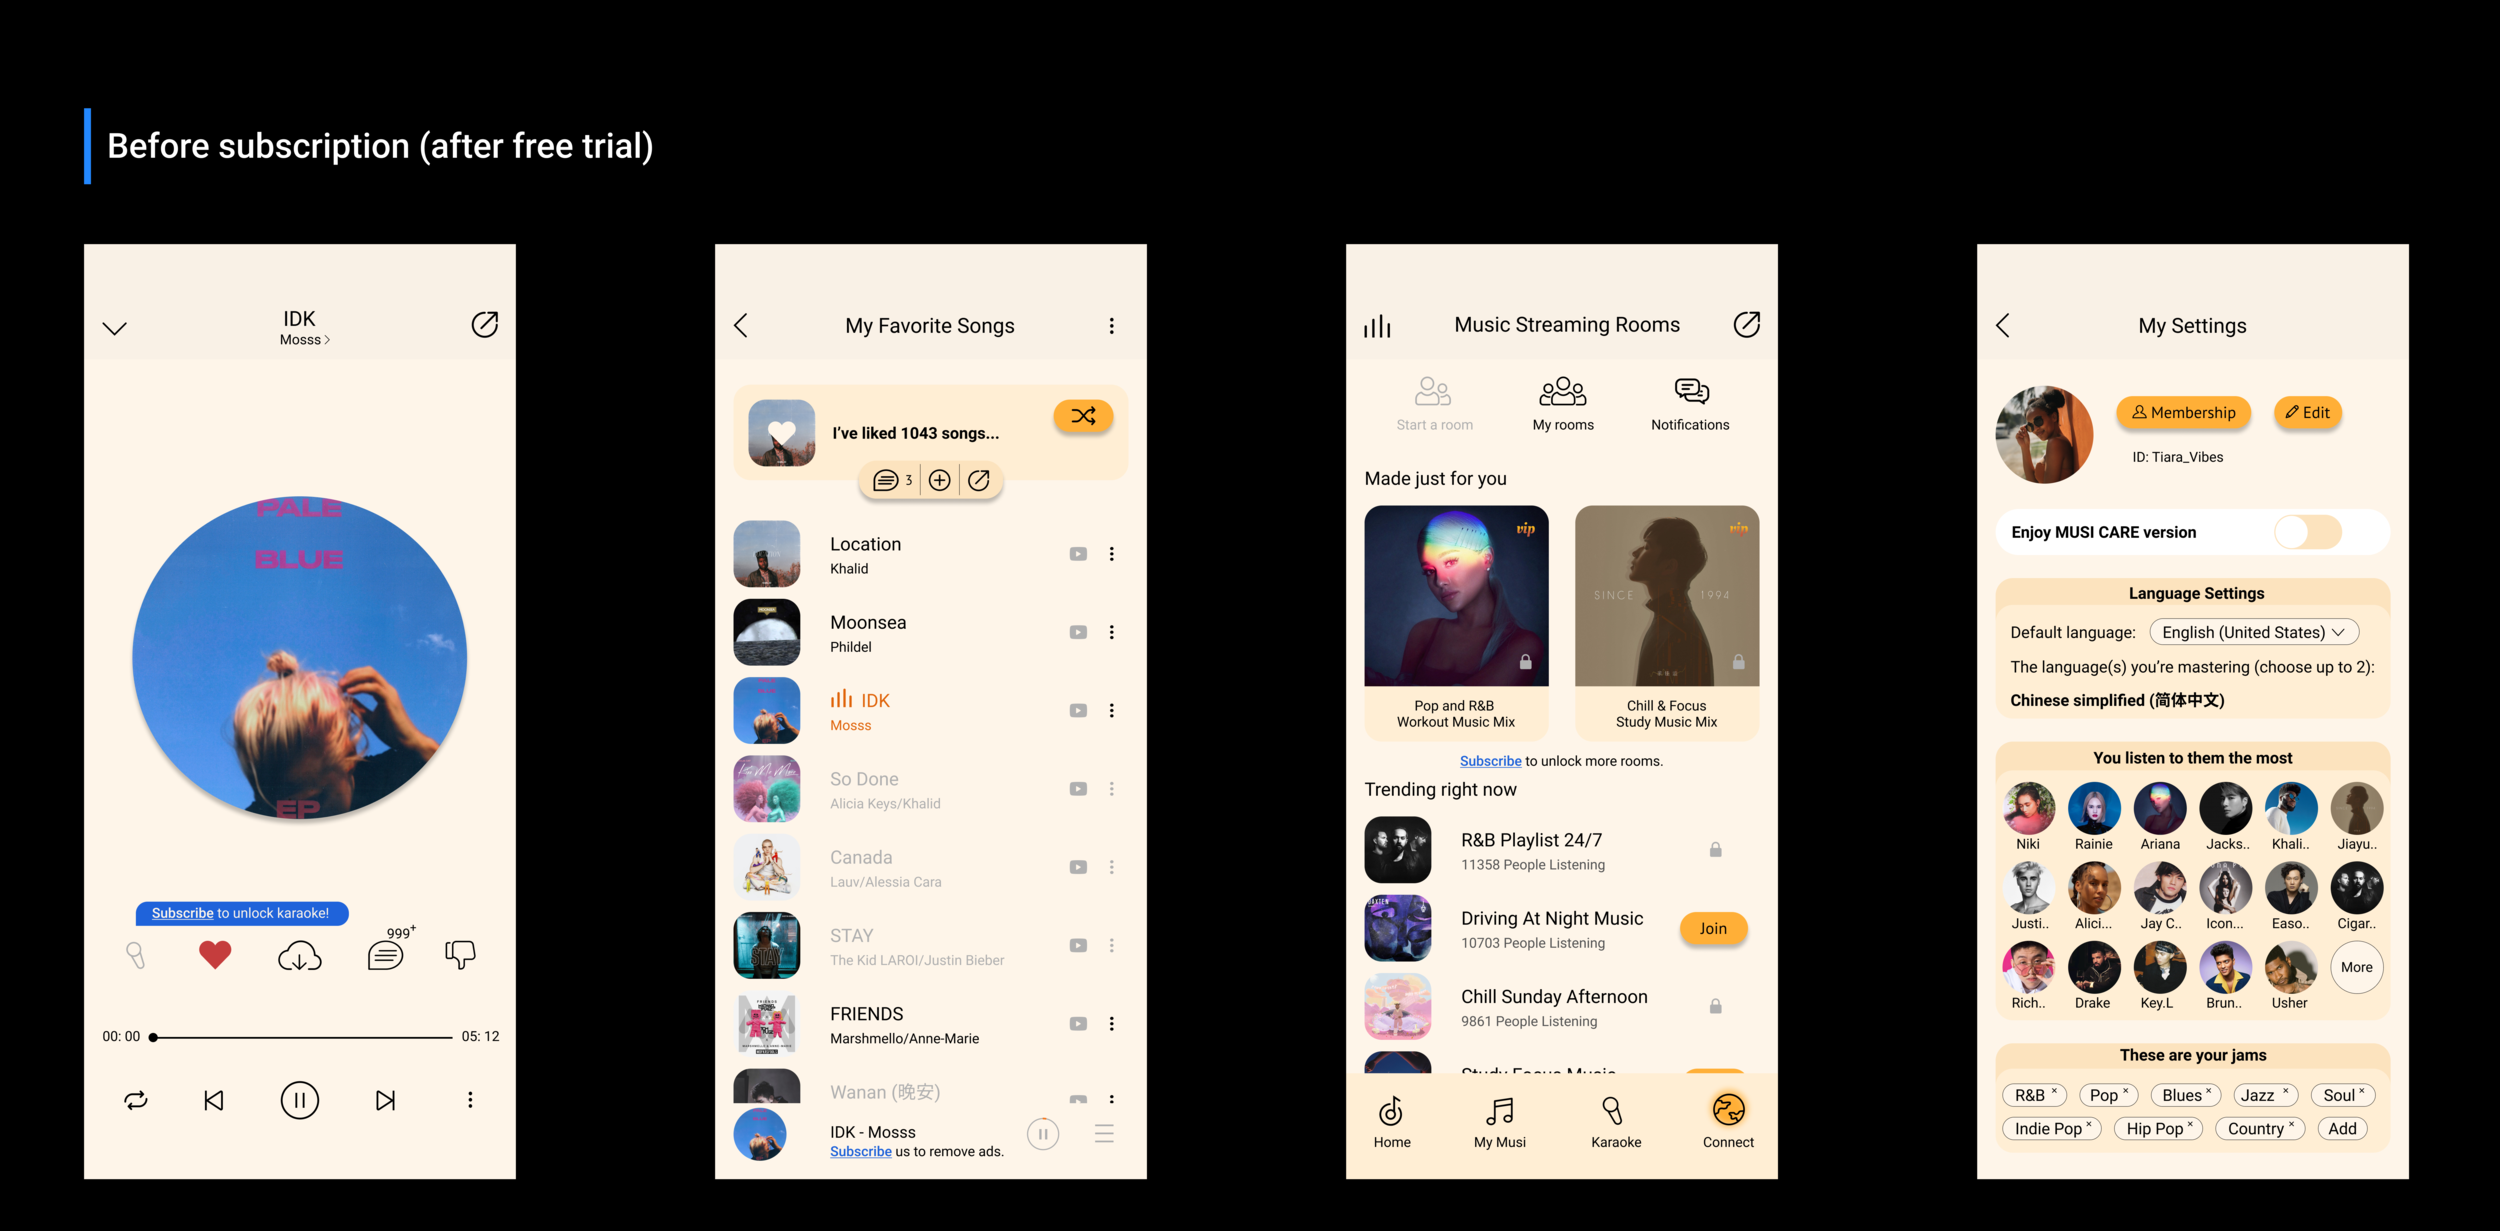 Before subscription (after free trial)
IDK
Mosss >
PALE
BLUE
EP
Subscribe to unlock karaoke!
999+
00: 00
05: 12
My Favorite Songs
I've liked 1043 songs...
3
Location
Khalid
Moonsea
Phildel
IDK
Mosss
So Done
Alicia Keys/Khalid
Canada
Lauv/Alessia Cara
STAY
STAY
The Kid LAROI/Justin Bieber
FRIENDS
FRIENDS
Marshmello/Anne-Marie
Wanan (晚安)
IDK - Mosss
Subscribe us to remove ads.
Music Streaming Rooms
Start a room
My rooms
Notifications
Made just for you
vip
vip
SINCE 1994
Pop and R&B
Workout Music Mix
Chill & Focus
Study Music Mix
Subscribe to unlock more rooms.
Trending right now
R&B Playlist 24/7
11358 People Listening
Driving At Night Music
10703 People Listening
Join
Chill Sunday Afternoon
9861 People Listening
Study Focus Music
Home
My Musi
Karaoke
Connect
My Settings
Membership
Edit
ID: Tiara_Vibes
Enjoy MUSI CARE version
Language Settings
Default language: English (United States)
The language(s) you're mastering (choose up to 2):
Chinese simplified (简体中文)
You listen to them the most
Niki Rainie Ariana Jacks.. Khali.. Jiayu..
Justi.. Alici... Jay C.. Icon... Easo.. Cigar..
More
Rich.. Drake Key.L Brun.. Usher
These are your jams
R&B × Pop × Blues × Jazz × Soul ×
Indie Pop × Hip Pop × Country × Add